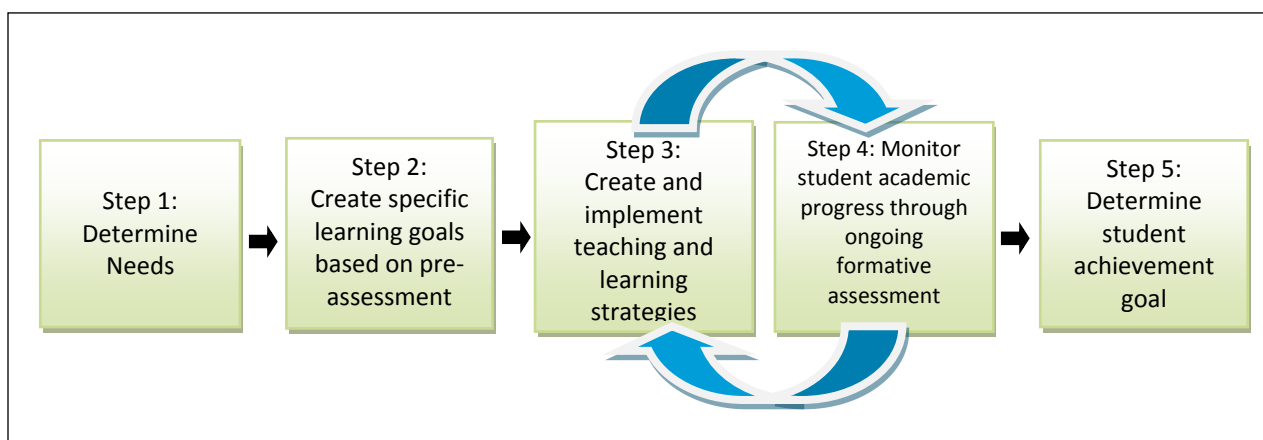 Step 1:
Determine
Needs
Step 2:
Create specific
learning goals
based on pre-
assessment
Step 3:
Create and
implement
teaching and
learning
strategies
Step 4: Monitor
student academic
progress through
ongoing
formative
assessment
Step 5:
Determine
student
achievement
goal